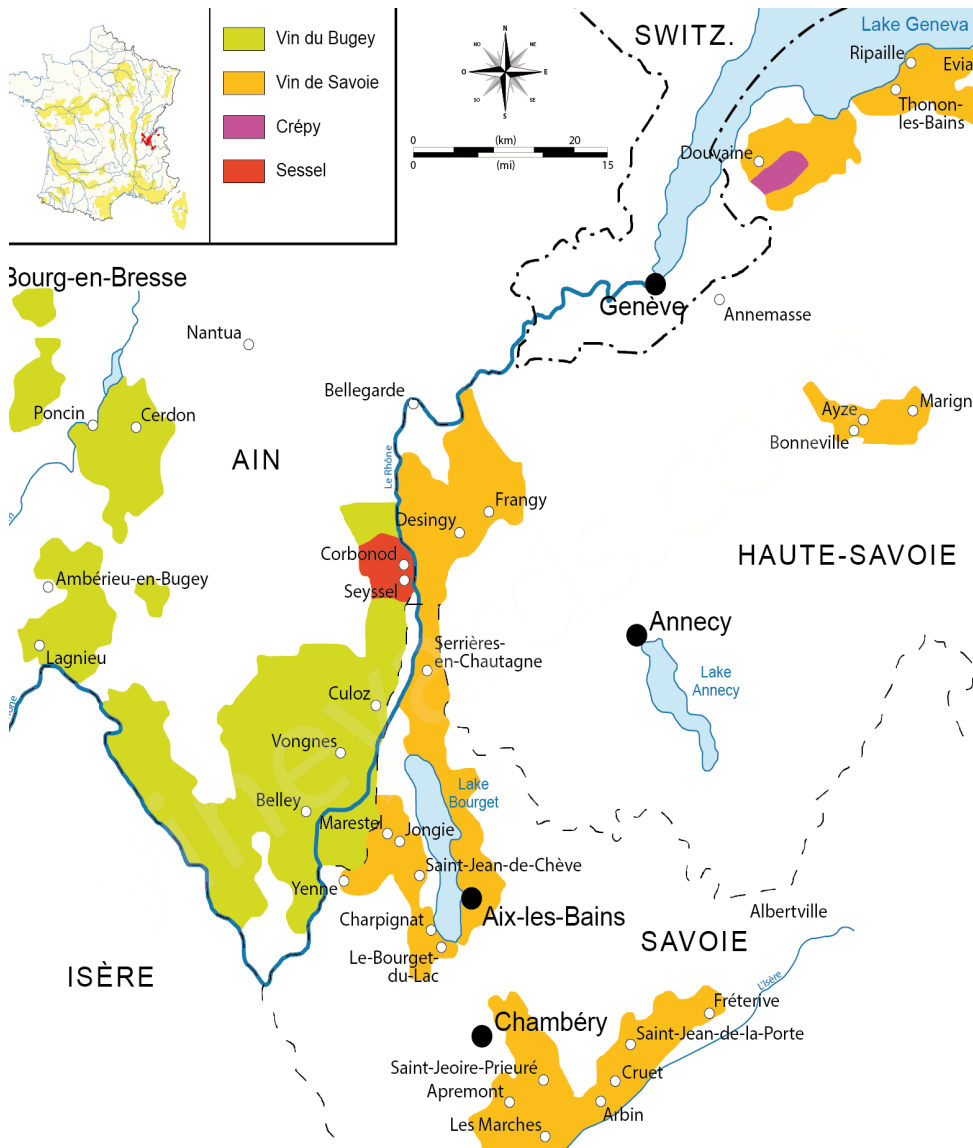 Vin du Bugey
Vin de Savoie
Crépy
Sessel
N
NO
NE
O
E
SO
SE
S
0
(km)
20
0
(mi)
15
SWITZ.
Lake Geneva
Ripaille
Evia
Thonon-
les-Bains
Douvaine
Bourg-en-Bresse
Genève
Annemasse
Nantua
Bellegarde
Poncin
Cerdon
Ayze
Marign
Bonneville
AIN
Le Rhône
Frangy
Desingy
Corbonod
Seyssel
HAUTE-SAVOIE
Ambérieu-en-Bugey
Annecy
Lagnieu
Serrières-
en-Chautagne
Lake
Annecy
Culoz
Vongnes
Lake
Bourget
Belley
Marestel
Jongie
Saint-Jean-de-Chève
Yenne
Charpignat
Aix-les-Bains
Albertville
Le-Bourget-
du-Lac
SAVOIE
ISÈRE
L'Isère
Fréterive
Chambéry
Saint-Jean-de-la-Porte
Saint-Jeoire-Prieuré
Cruet
Apremont
Arbin
Les Marches